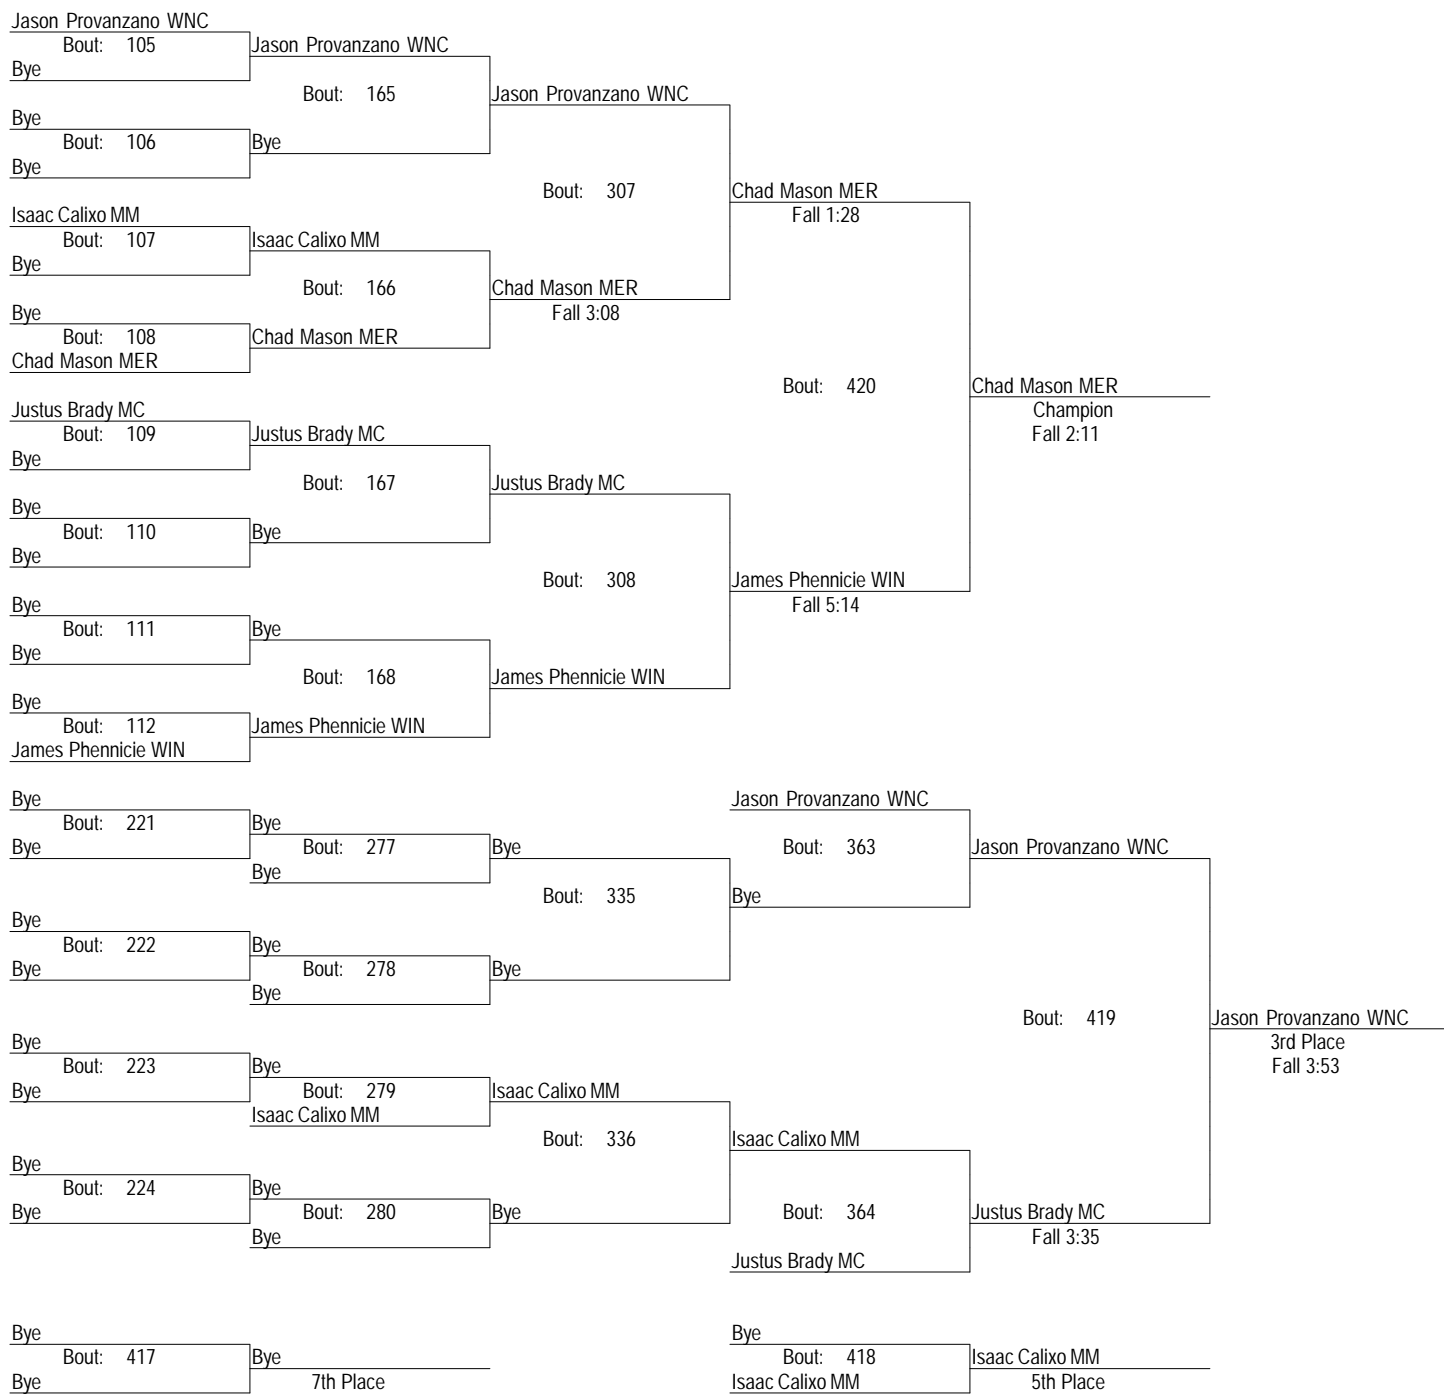 Jason Provanzano WNC
Bout: 105 Jason Provanzano WNC
Bye
Bout: 165 Jason Provanzano WNC
Bye
Bout: 106 Bye
Bye
Bout: 307 Chad Mason MER
Isaac Calixo MM Fall 1:28
Bout: 107 Isaac Calixo MM
Bye
Bout: 166 Chad Mason MER
Bye Fall 3:08
Bout: 108 Chad Mason MER
Chad Mason MER
Bout: 420 Chad Mason MER
Justus Brady MC Champion
Bout: 109 Justus Brady MC Fall 2:11
Bye
Bout: 167 Justus Brady MC
Bye
Bout: 110 Bye
Bye
Bout: 308 James Phennicie WIN
Bye Fall 5:14
Bout: 111 Bye
Bye
Bout: 168 James Phennicie WIN
Bye
Bout: 112 James Phennicie WIN
James Phennicie WIN
Bye Jason Provanzano WNC
Bout: 221 Bye
Bye Bout: 277 Bye Bout: 363 Jason Provanzano WNC
Bye
Bout: 335 Bye
Bye
Bout: 222 Bye
Bye Bout: 278 Bye
Bye
Bout: 419 Jason Provanzano WNC
Bye 3rd Place
Bout: 223 Bye Fall 3:53
Bye Bout: 279 Isaac Calixo MM
Isaac Calixo MM
Bout: 336 Isaac Calixo MM
Bye
Bout: 224 Bye
Bye Bout: 280 Bye Bout: 364 Justus Brady MC
Bye Fall 3:35
Justus Brady MC
Bye Bye
Bout: 417 Bye Bout: 418 Isaac Calixo MM
Bye 7th Place Isaac Calixo MM 5th Place